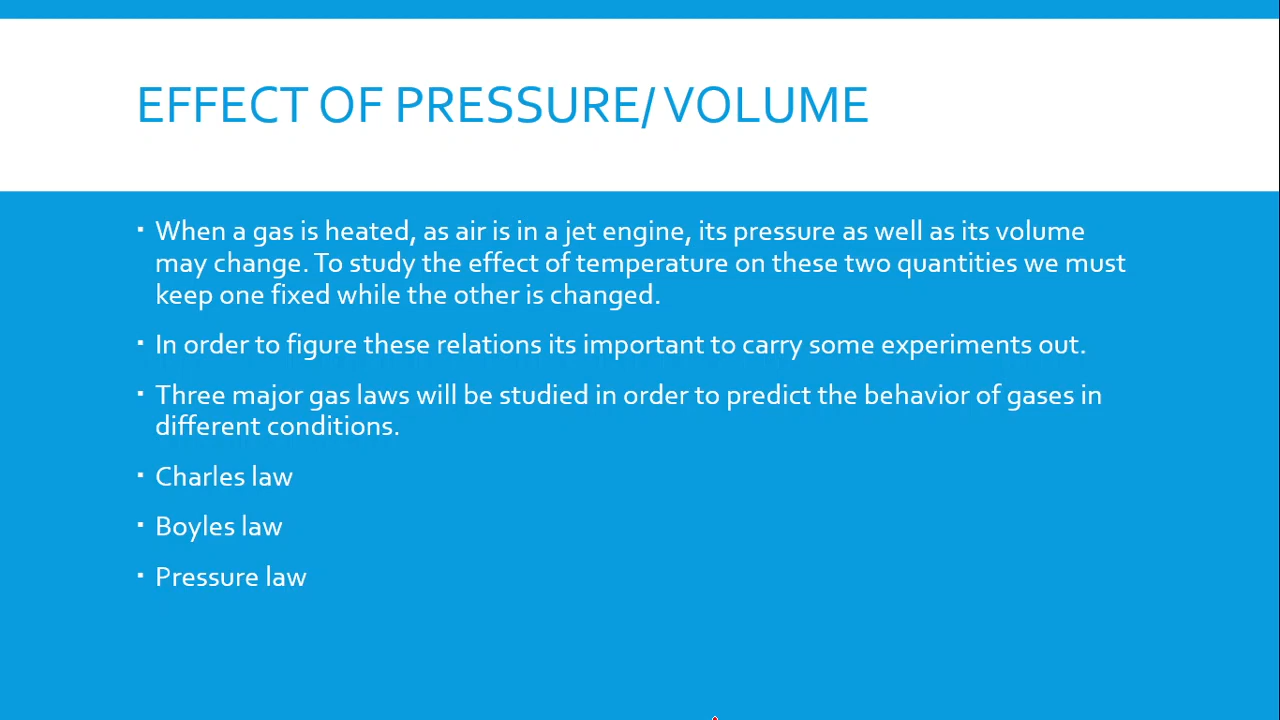 EFFECT OF PRESSURE/ VOLUME
▪ When a gas is heated, as air is in a jet engine, its pressure as well as its volume
may change. To study the effect of temperature on these two quantities we must
keep one fixed while the other is changed.
▪ In order to figure these relations its important to carry some experiments out.
▪ Three major gas laws will be studied in order to predict the behavior of gases in
different conditions.
▪ Charles law
▪ Boyles law
▪ Pressure law